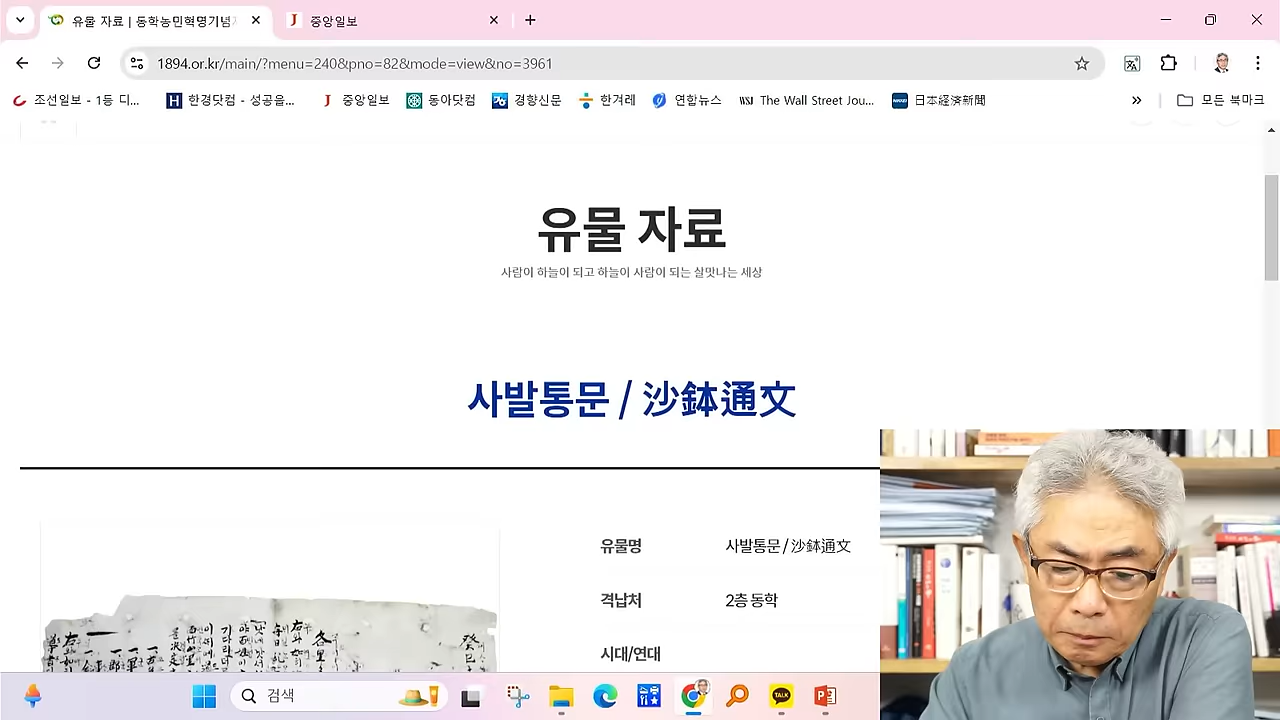 유물 자료 | 동학농민혁명기념
중앙일보
1894.or.kr/main/?menu=240&pno=82&mode=view&no=3961
조선일보 - 1등 디... 한경닷컴 - 성공을... 중앙일보 동아닷컴 경향신문 한겨레 연합뉴스 WSJ The Wall Street Jou... NIKKEI 日本経済新聞 » 모든 북마크
유물 자료
사람이 하늘이 되고 하늘이 사람이 되는 살맛나는 세상
사발통문 / 沙鉢通文
유물명 사발통문 / 沙鉢通文
격납처 2층 동학
시대/연대
검색
TALK